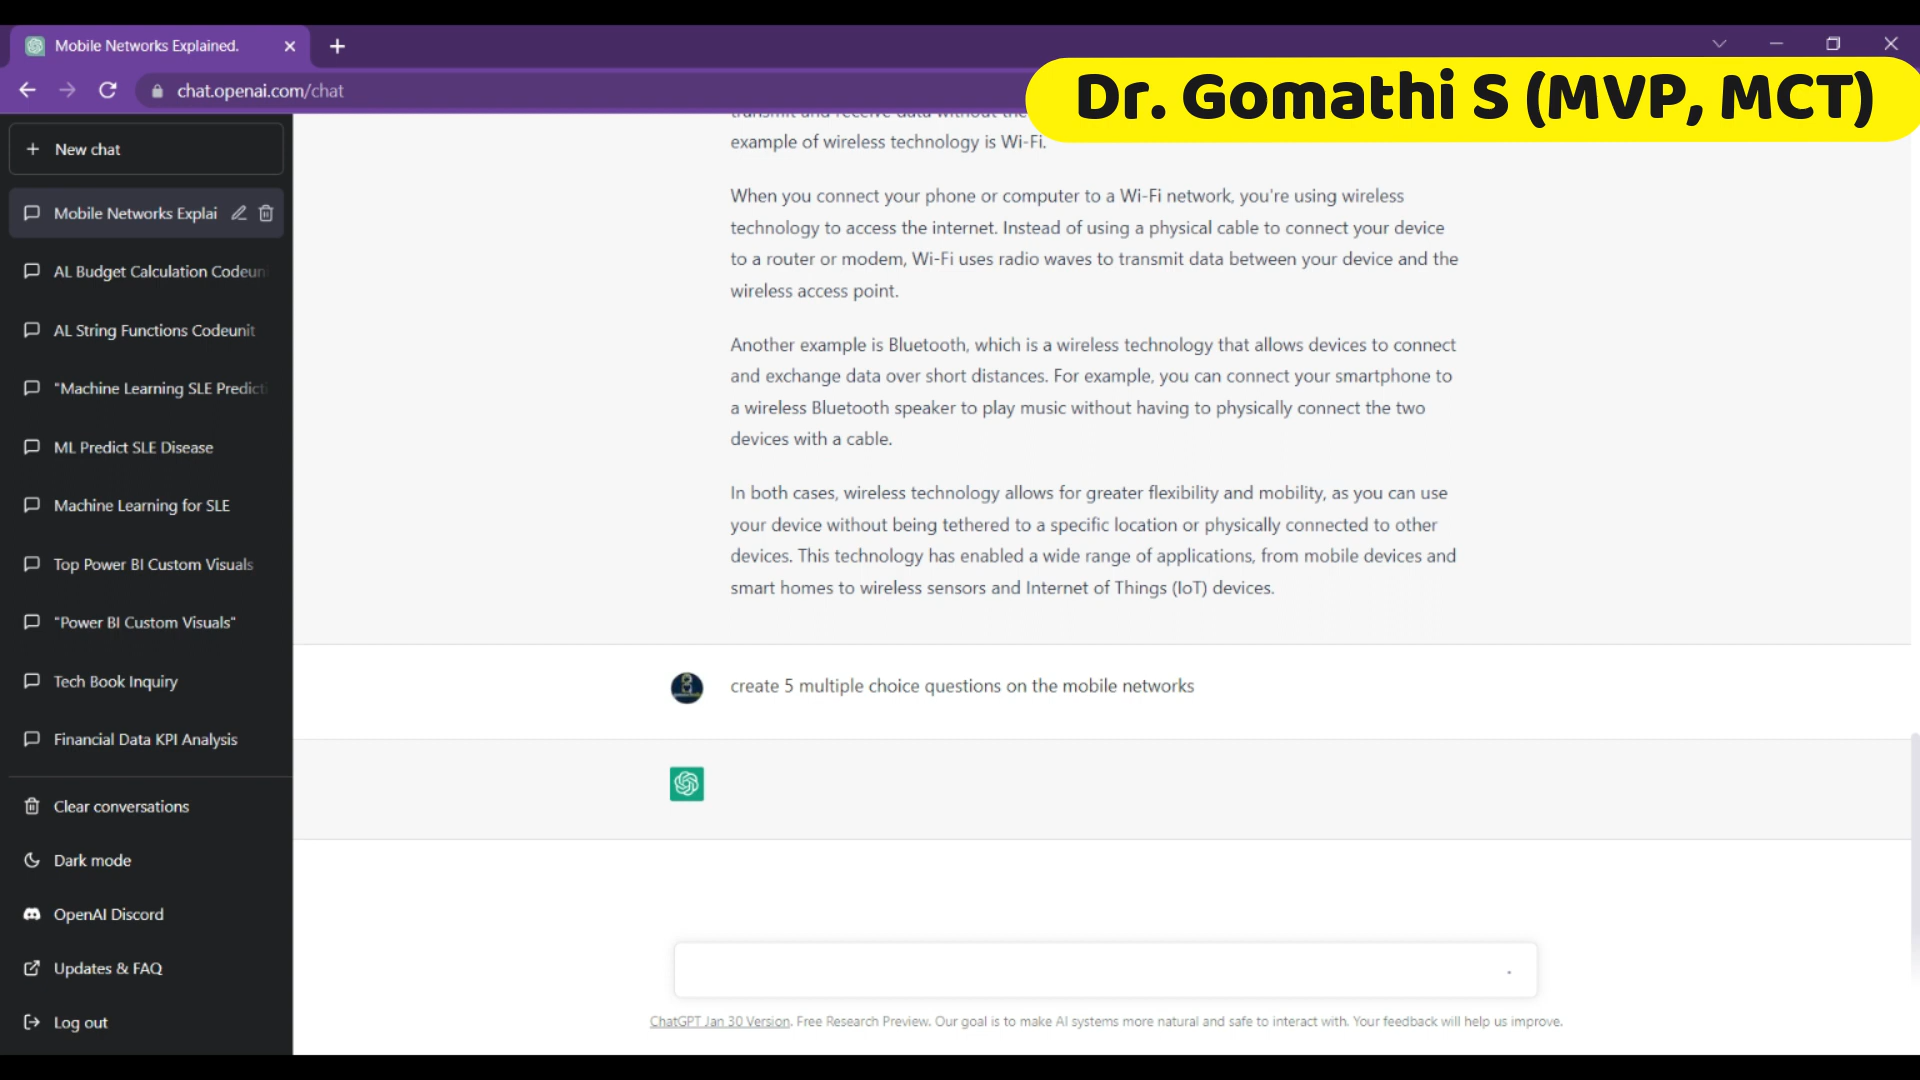 Mobile Networks Explained.
chat.openai.com/chat
Dr. Gomathi S (MVP, MCT)
New chat
Mobile Networks Explai
AL Budget Calculation Codeun
AL String Functions Codeunit
"Machine Learning SLE Predict
ML Predict SLE Disease
Machine Learning for SLE
Top Power BI Custom Visuals
"Power BI Custom Visuals"
Tech Book Inquiry
Financial Data KPI Analysis
Clear conversations
Dark mode
OpenAI Discord
Updates & FAQ
Log out
transmit and receive data without the
example of wireless technology is Wi-Fi.
When you connect your phone or computer to a Wi-Fi network, you're using wireless
technology to access the internet. Instead of using a physical cable to connect your device
to a router or modem, Wi-Fi uses radio waves to transmit data between your device and the
wireless access point.
Another example is Bluetooth, which is a wireless technology that allows devices to connect
and exchange data over short distances. For example, you can connect your smartphone to
a wireless Bluetooth speaker to play music without having to physically connect the two
devices with a cable.
In both cases, wireless technology allows for greater flexibility and mobility, as you can use
your device without being tethered to a specific location or physically connected to other
devices. This technology has enabled a wide range of applications, from mobile devices and
smart homes to wireless sensors and Internet of Things (IoT) devices.
create 5 multiple choice questions on the mobile networks
ChatGPT Jan 30 Version. Free Research Preview. Our goal is to make AI systems more natural and safe to interact with. Your feedback will help us improve.